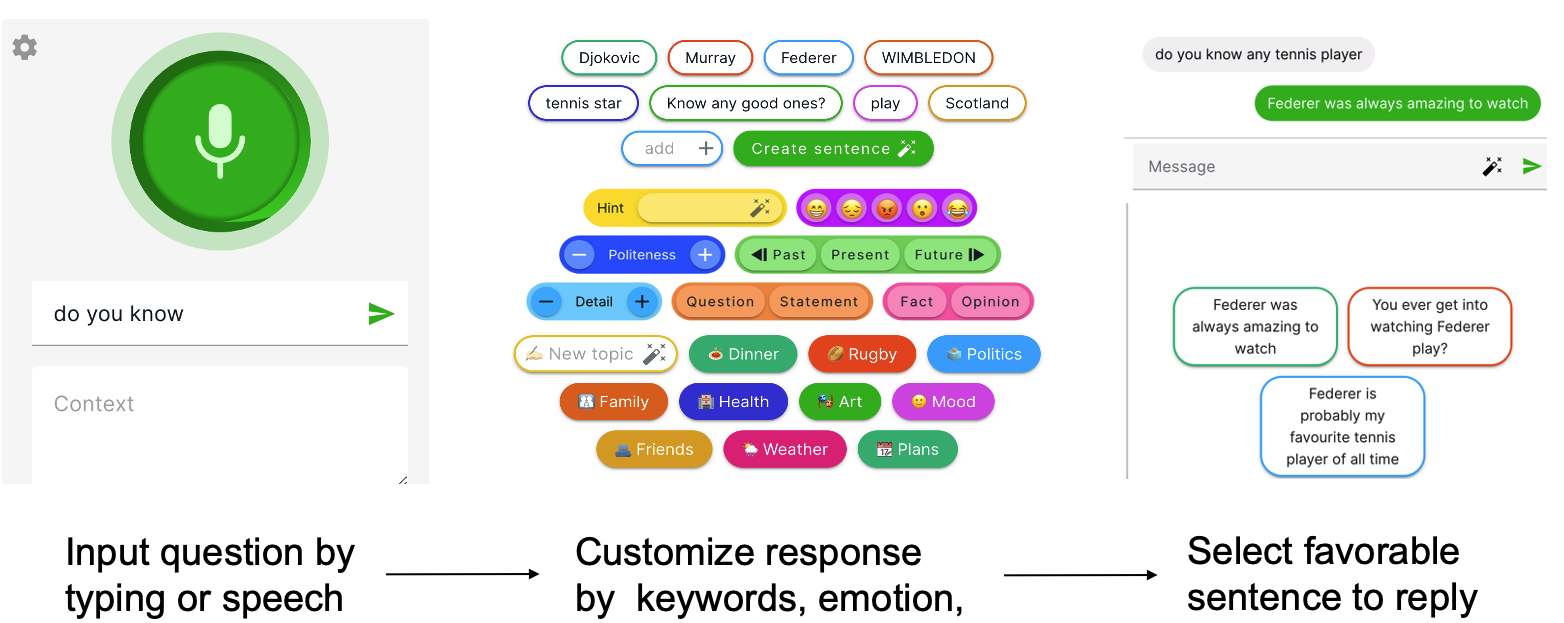 do you know
Context
Djokovic Murray Federer WIMBLEDON
tennis star Know any good ones? play Scotland
add + Create sentence
Hint
− Politeness + Past Present Future
− Detail + Question Statement Fact Opinion
New topic Dinner Rugby Politics
Family Health Art Mood
Friends Weather Plans
do you know any tennis player
Federer was always amazing to watch
Message
Federer was
always amazing to
watch
You ever get into
watching Federer
play?
Federer is
probably my
favourite tennis
player of all time
Input question by
typing or speech
Customize response
by keywords, emotion,
Select favorable
sentence to reply